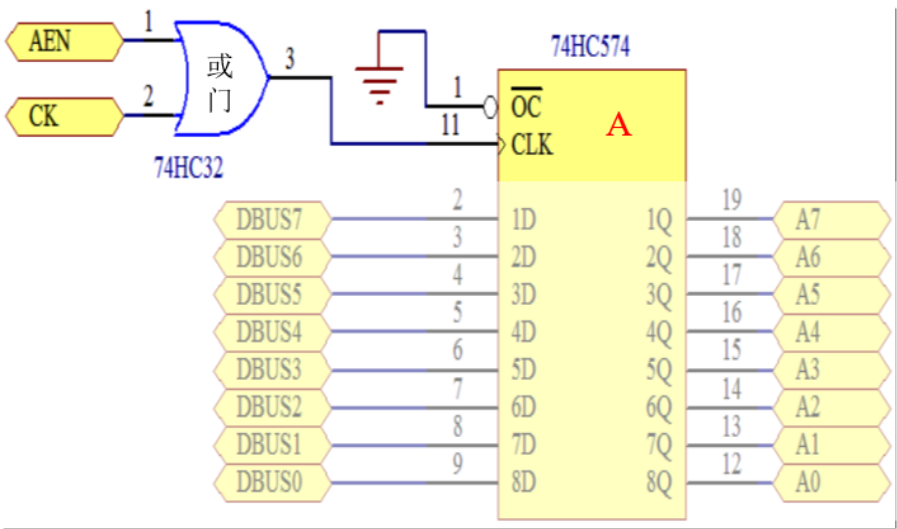 74HC574
AEN
1
或
门
3
CK
2
74HC32
1
OC
A
11
CLK
DBUS7
2
1D
1Q
19
A7
DBUS6
3
2D
2Q
18
A6
DBUS5
4
3D
3Q
17
A5
DBUS4
5
4D
4Q
16
A4
DBUS3
6
5D
5Q
15
A3
DBUS2
7
6D
6Q
14
A2
DBUS1
8
7D
7Q
13
A1
DBUS0
9
8D
8Q
12
A0